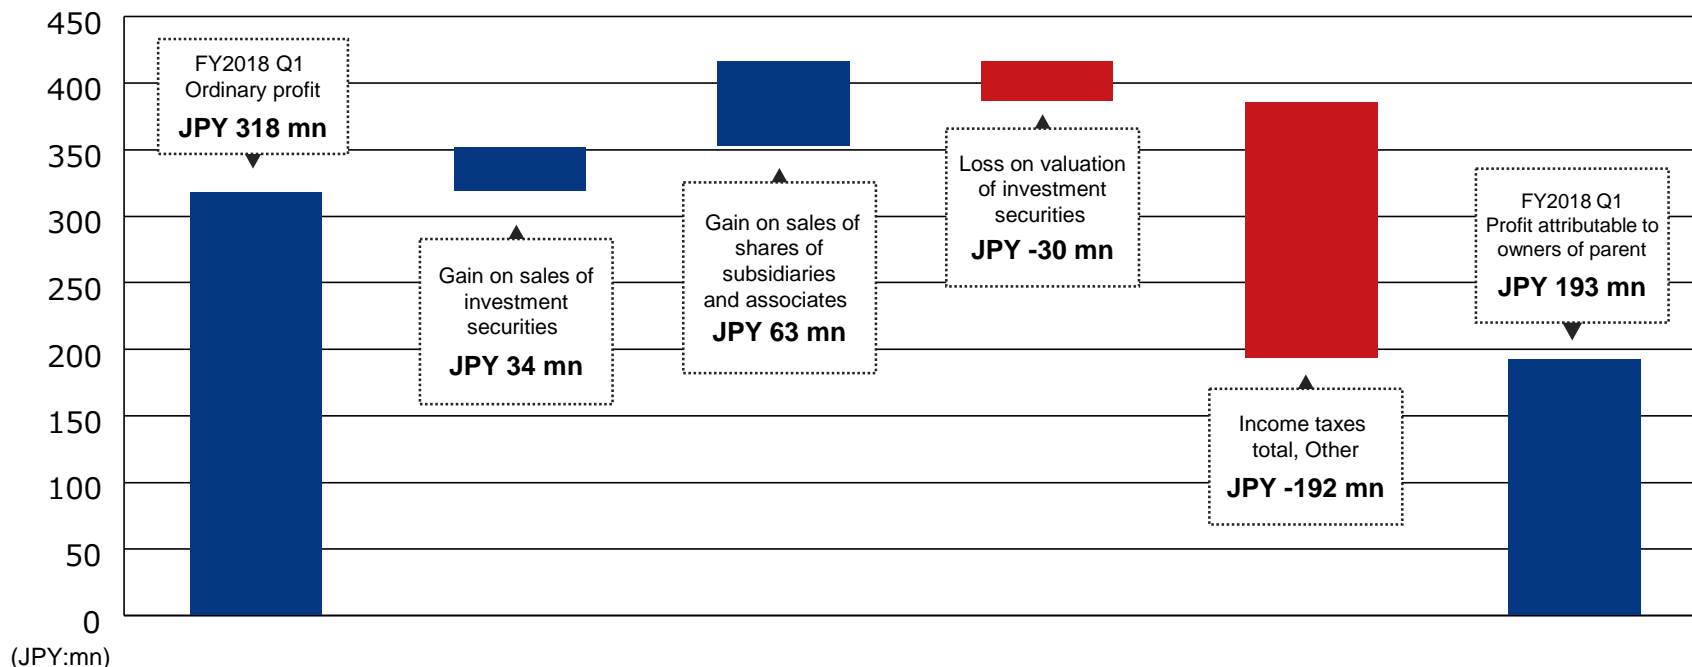 450
400
350
300
250
200
150
100
50
0
(JPY:mn)
FY2018 Q1
Ordinary profit
JPY 318 mn
Gain on sales of
investment
securities
JPY 34 mn
Gain on sales of
shares of
subsidiaries
and associates
JPY 63 mn
Loss on valuation
of investment
securities
JPY -30 mn
Income taxes
total, Other
JPY -192 mn
FY2018 Q1
Profit attributable to
owners of parent
JPY 193 mn